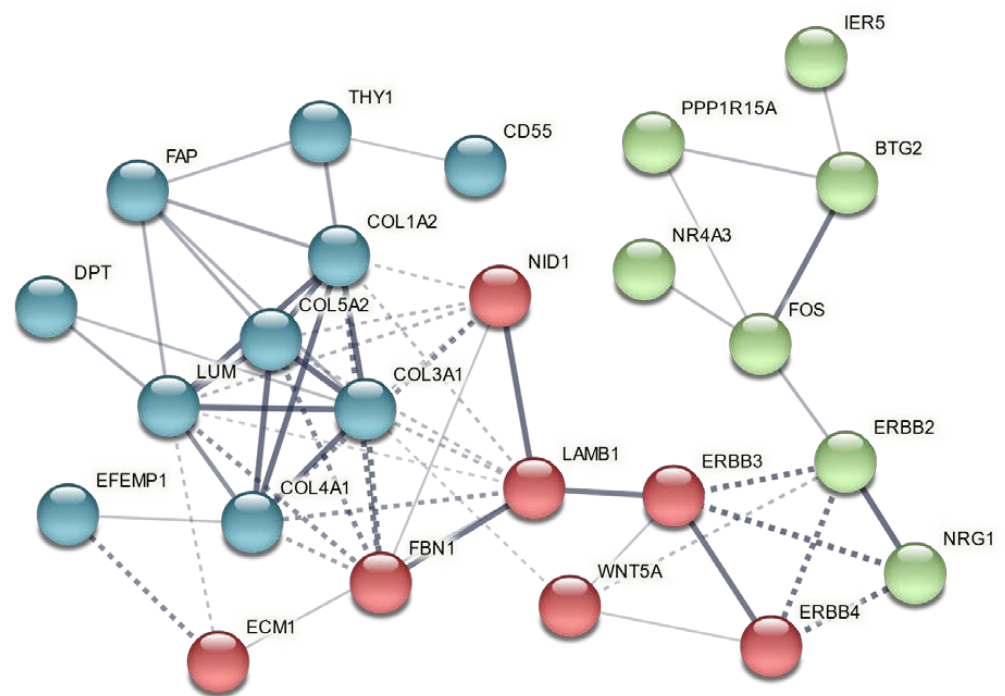 IER5
THY1
PPP1R15A
CD55
BTG2
FAP
COL1A2
NR4A3
NID1
DPT
COL5A2
FOS
LUM
COL3A1
ERBB2
LAMB1
ERBB3
EFEMP1
COL4A1
NRG1
FBN1
WNT5A
ERBB4
ECM1